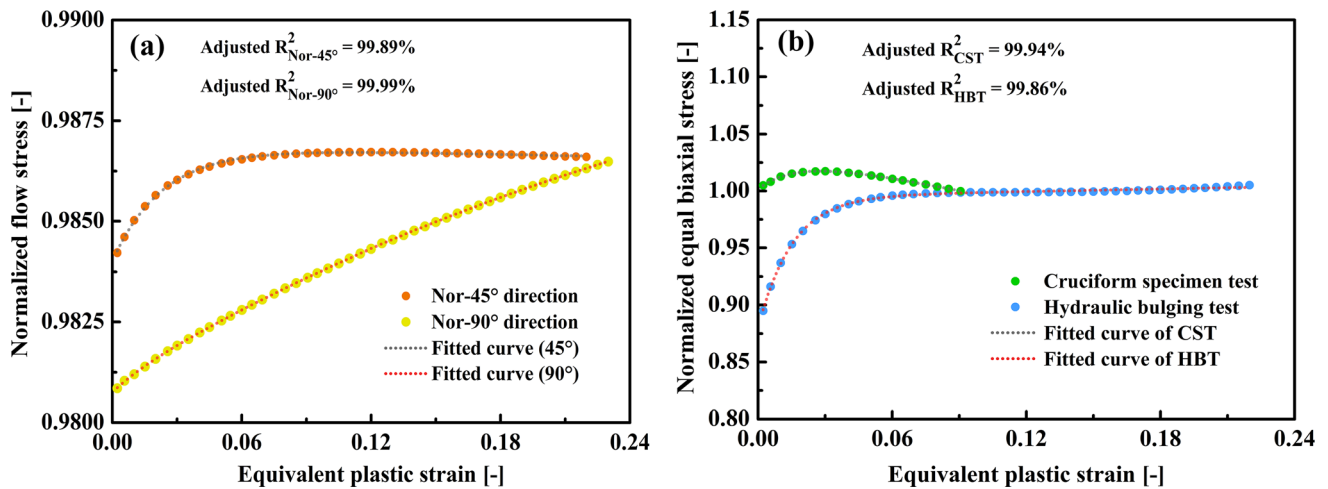 (a)
Adjusted R²Nor-45° = 99.89%
Adjusted R²Nor-90° = 99.99%
Normalized flow stress [-]
0.9900
0.9875
0.9850
0.9825
0.9800
Nor-45° direction
Nor-90° direction
Fitted curve (45°)
Fitted curve (90°)
0.00 0.06 0.12 0.18 0.24
Equivalent plastic strain [-]
(b)
Adjusted R²CST = 99.94%
Adjusted R²HBT = 99.86%
Normalized equal biaxial stress [-]
1.15
1.10
1.05
1.00
0.95
0.90
0.85
0.80
Cruciform specimen test
Hydraulic bulging test
Fitted curve of CST
Fitted curve of HBT
0.00 0.06 0.12 0.18 0.24
Equivalent plastic strain [-]